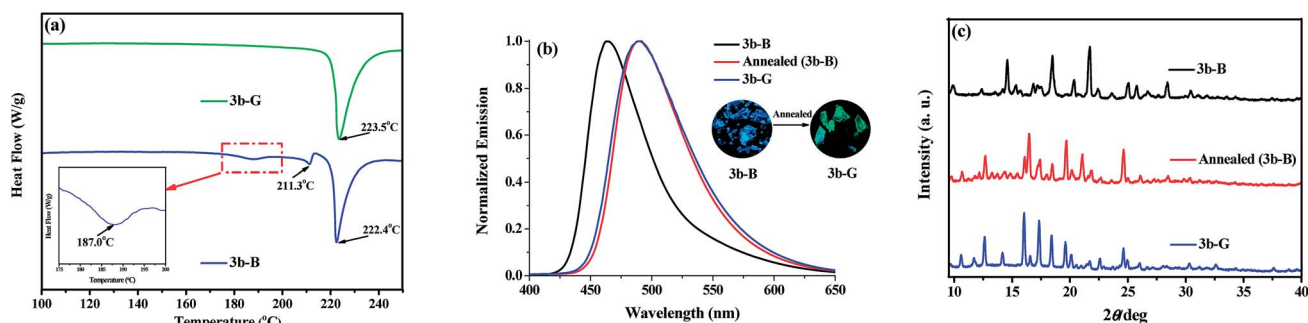 (a)
3b-G
223.5°C
211.3°C
222.4°C
187.0°C
3b-B
Heat Flow (W/g)
Temperature (°C)
100 120 140 160 180 200 220 240
Heat Flow (W/g)
Temperature (°C)
175 180 185 190 195 200
(b)
3b-B
Annealed (3b-B)
3b-G
Annealed
3b-B
3b-G
Normalized Emission
1.0
0.8
0.6
0.4
0.2
0.0
400 450 500 550 600 650
Wavelength (nm)
(c)
3b-B
Annealed (3b-B)
3b-G
Intensity (a. u.)
10 15 20 25 30 35 40
2θ/deg